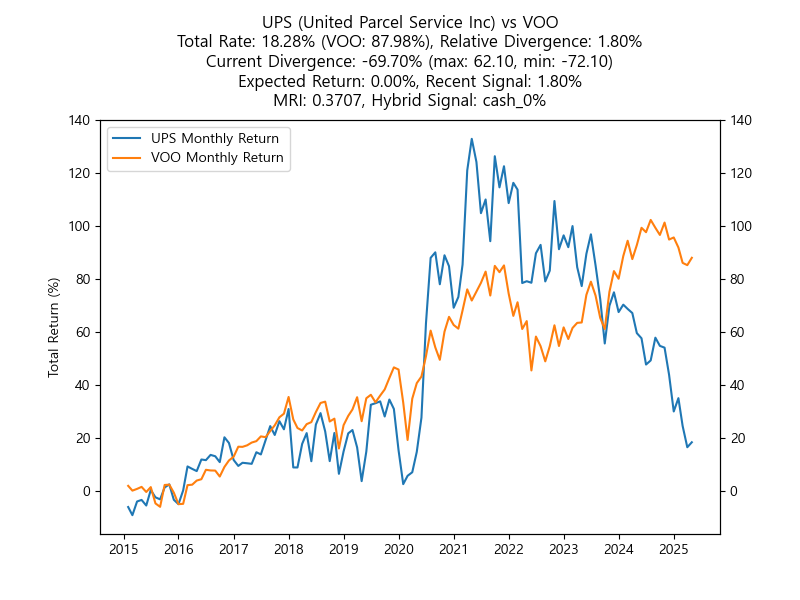 UPS (United Parcel Service Inc) vs VOO
Total Rate: 18.28% (VOO: 87.98%), Relative Divergence: 1.80%
Current Divergence: -69.70% (max: 62.10, min: -72.10)
Expected Return: 0.00%, Recent Signal: 1.80%
MRI: 0.3707, Hybrid Signal: cash_0%
UPS Monthly Return
VOO Monthly Return
Total Return (%)
140
120
100
80
60
40
20
0
140
120
100
80
60
40
20
0
2015 2016 2017 2018 2019 2020 2021 2022 2023 2024 2025